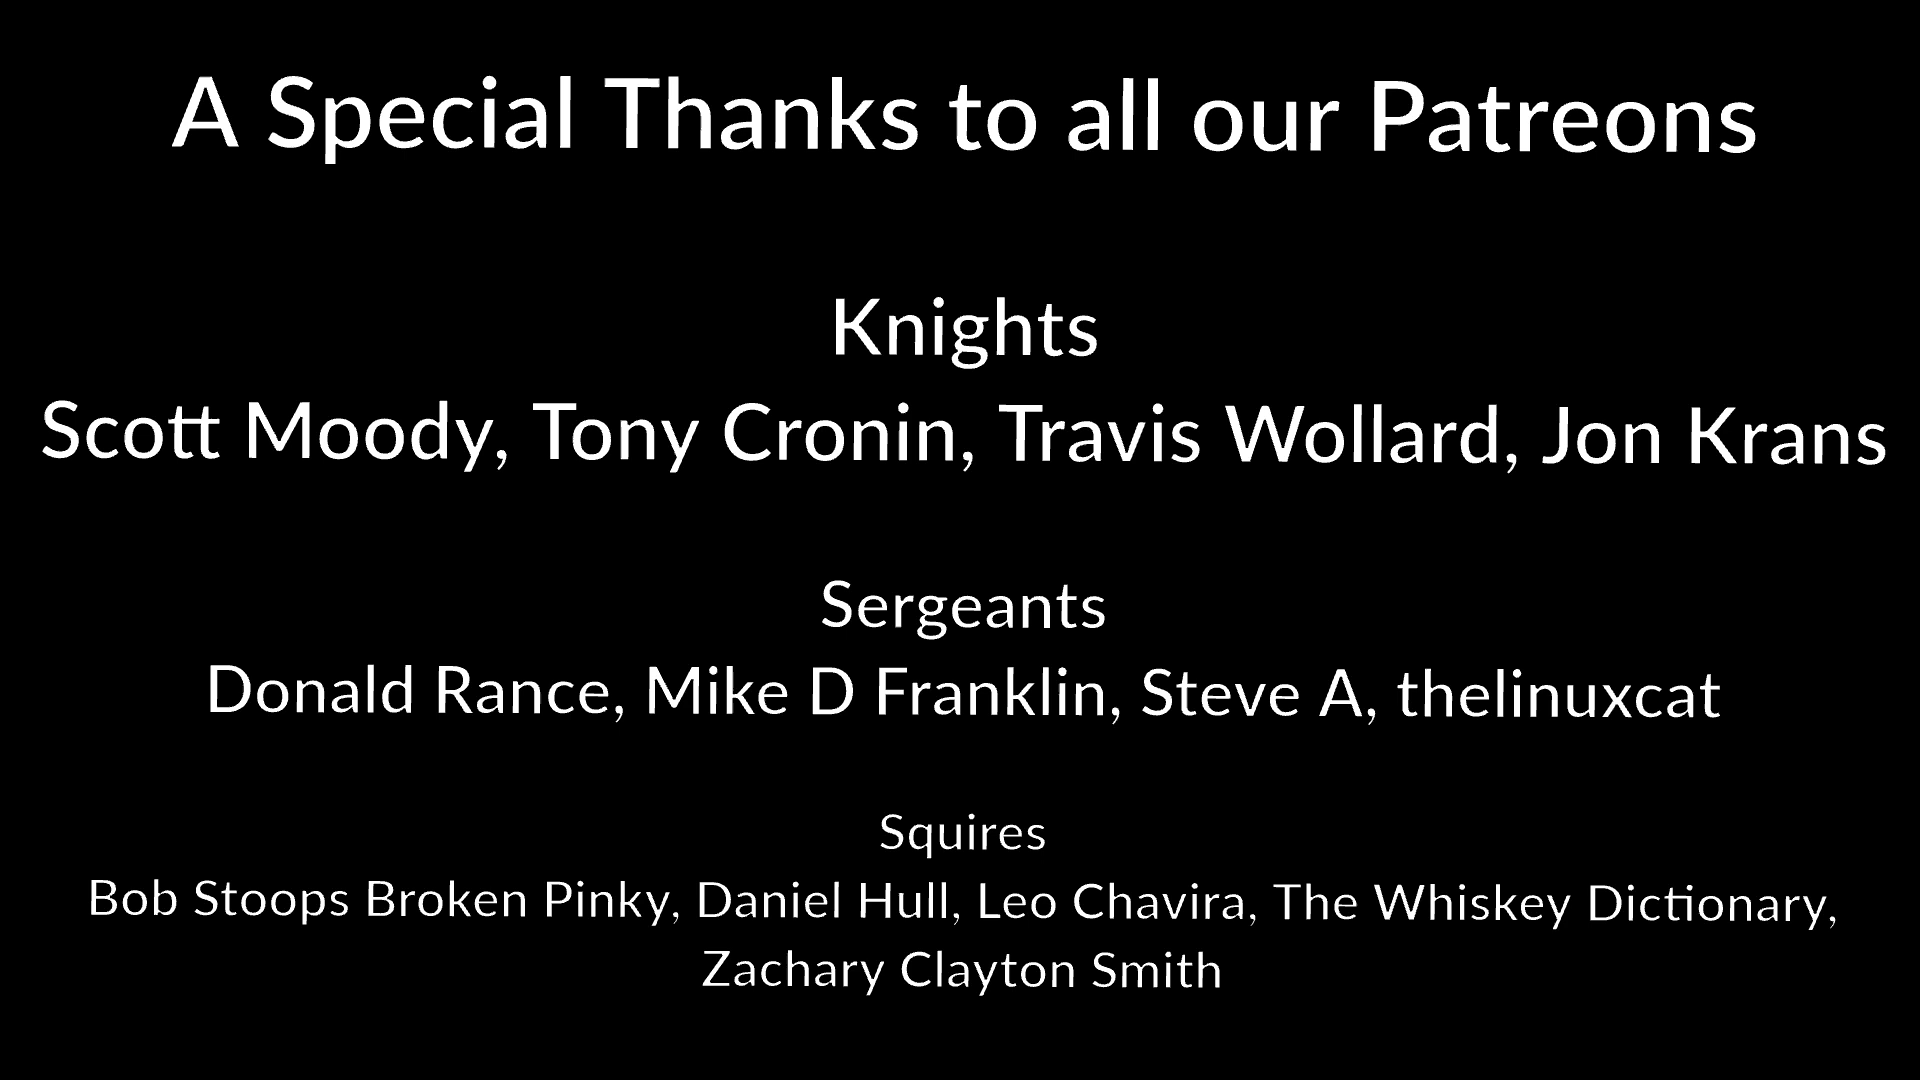 A Special Thanks to all our Patreons
Knights
Scott Moody, Tony Cronin, Travis Wollard, Jon Krans
Sergeants
Donald Rance, Mike D Franklin, Steve A, thelinuxcat
Squires
Bob Stoops Broken Pinky, Daniel Hull, Leo Chavira, The Whiskey Dictionary,
Zachary Clayton Smith